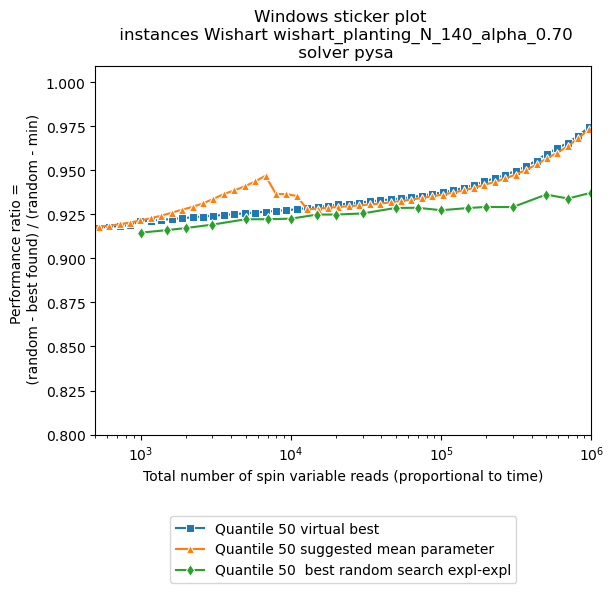 Windows sticker plot
instances Wishart wishart_planting_N_140_alpha_0.70
solver pysa
Performance ratio =
(random - best found) / (random - min)
1.000
0.975
0.950
0.925
0.900
0.875
0.850
0.825
0.800
10³
10⁴
10⁵
10⁶
Total number of spin variable reads (proportional to time)
Quantile 50 virtual best
Quantile 50 suggested mean parameter
Quantile 50  best random search expl-expl